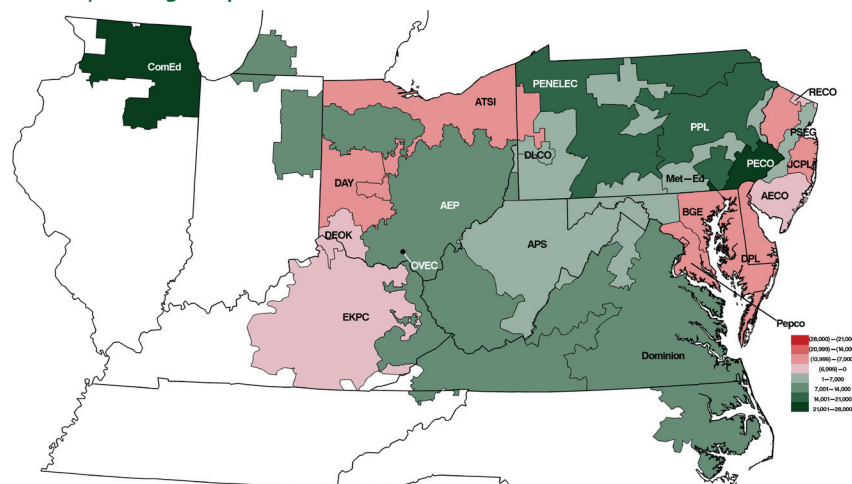 ComEd
PENELEC
RECO
ATSI
PPL
PSEG
DLCO
PECO
JCPL
Met—Ed
DAY
AECO
AEP
BGE
DEOK
APS
DPL
OVEC
EKPC
Pepco
Dominion
(28,000)—(21,00
(20,999)—(14,00
(13,999)—(7,000
(6,999)—0
1—7,000
7,001—14,000
14,001—21,000
21,001—28,000